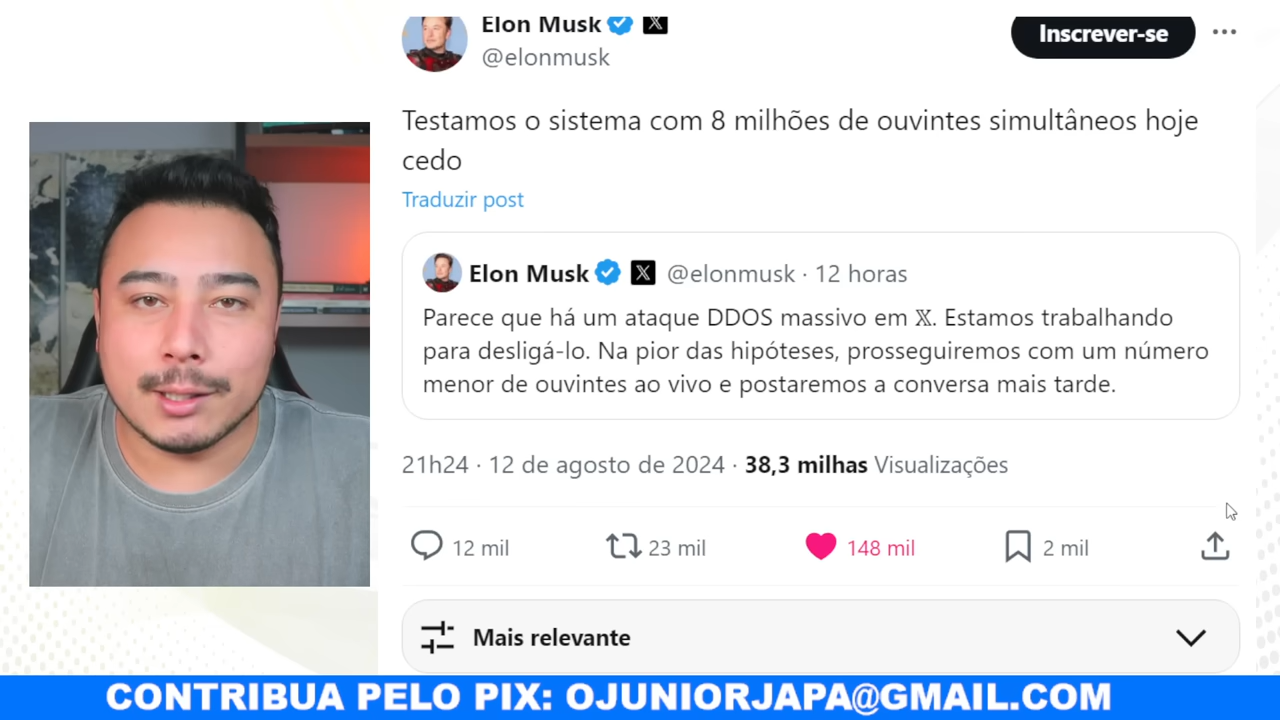 Elon Musk
Inscrever-se
@elonmusk
Testamos o sistema com 8 milhões de ouvintes simultâneos hoje
cedo
Traduzir post
Elon Musk @elonmusk · 12 horas
Parece que há um ataque DDOS massivo em 𝕏. Estamos trabalhando
para desligá-lo. Na pior das hipóteses, prosseguiremos com um número
menor de ouvintes ao vivo e postaremos a conversa mais tarde.
21h24 · 12 de agosto de 2024 · 38,3 milhas Visualizações
12 mil 23 mil 148 mil 2 mil
Mais relevante
CONTRIBUA PELO PIX: OJUNIORJAPA@GMAIL.COM